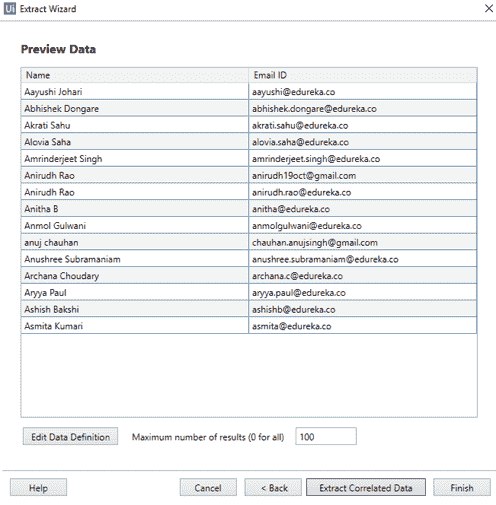 Ui Extract Wizard
Preview Data
Name Email ID
Aayushi Johari aayushi@edureka.co
Abhishek Dongare abhishek.dongare@edureka.co
Akrati Sahu akrati.sahu@edureka.co
Alovia Saha alovia.saha@edureka.co
Amrinderjeet Singh amrinderjeet.singh@edureka.co
Anirudh Rao anirudh19oct@gmail.com
Anirudh Rao anirudh.rao@edureka.co
Anitha B anitha@edureka.co
Anmol Gulwani anmolgulwani@edureka.co
anuj chauhan chauhan.anujsingh@gmail.com
Anushree Subramaniam anushree.subramaniam@edureka.co
Archana Choudary archana.c@edureka.co
Aryya Paul aryya.paul@edureka.co
Ashish Bakshi ashishb@edureka.co
Asmita Kumari asmita@edureka.co
Edit Data Definition Maximum number of results (0 for all) 100
Help Cancel < Back Extract Correlated Data Finish